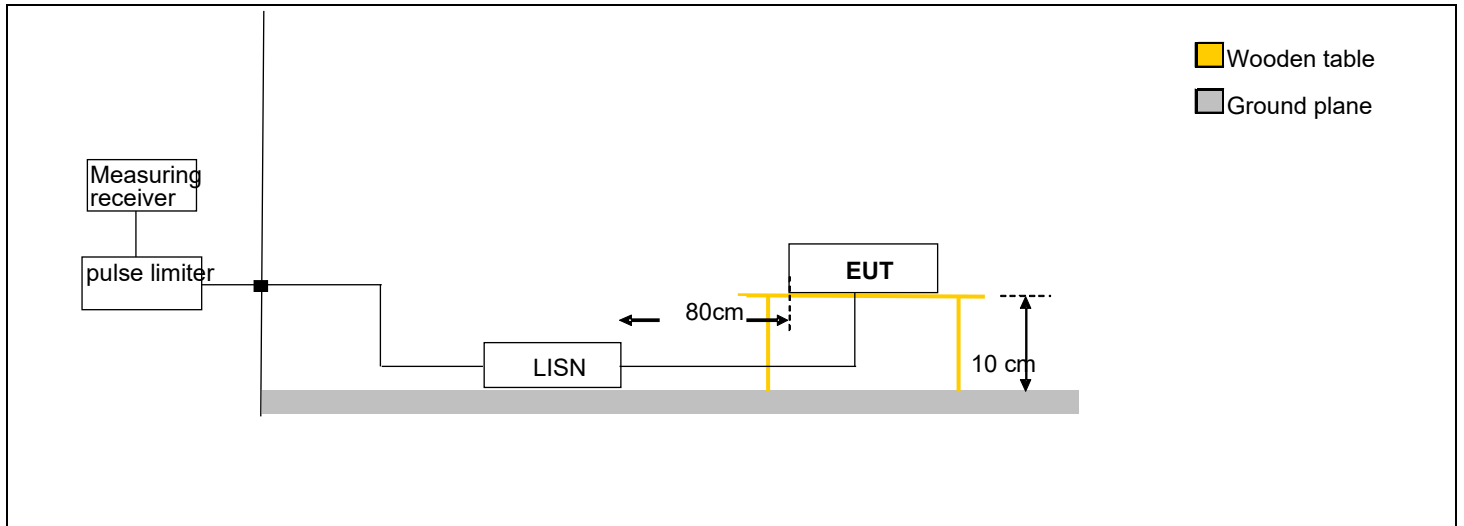 Wooden table
Ground plane
Measuring
receiver
pulse limiter
EUT
80cm
LISN
10 cm